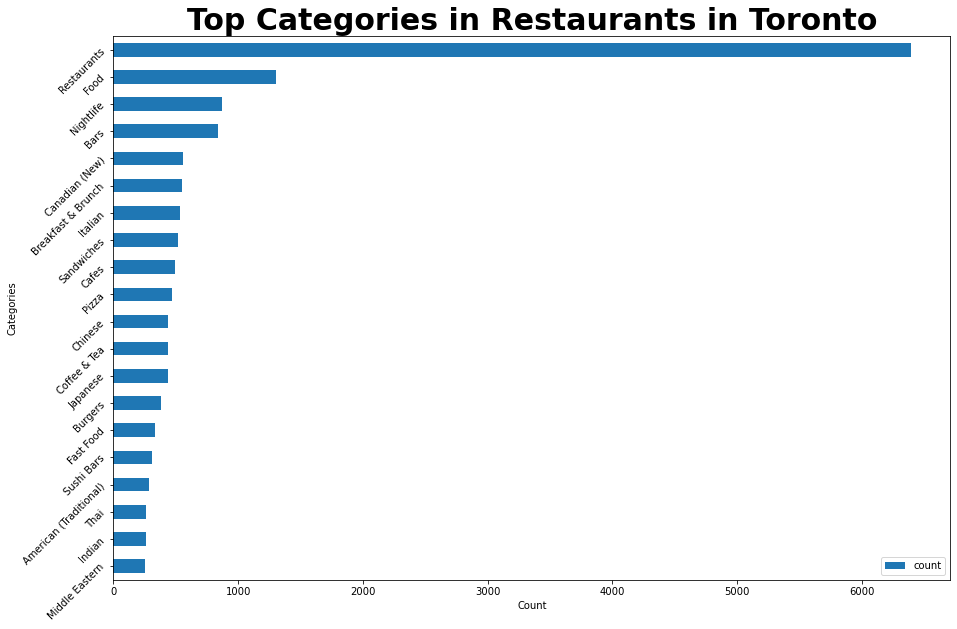 Top Categories in Restaurants in Toronto
Restaurants
Food
Nightlife
Bars
Canadian (New)
Breakfast & Brunch
Italian
Sandwiches
Cafes
Pizza
Chinese
Coffee & Tea
Japanese
Burgers
Fast Food
Sushi Bars
American (Traditional)
Thai
Indian
Middle Eastern
Categories
count
0 1000 2000 3000 4000 5000 6000
Count